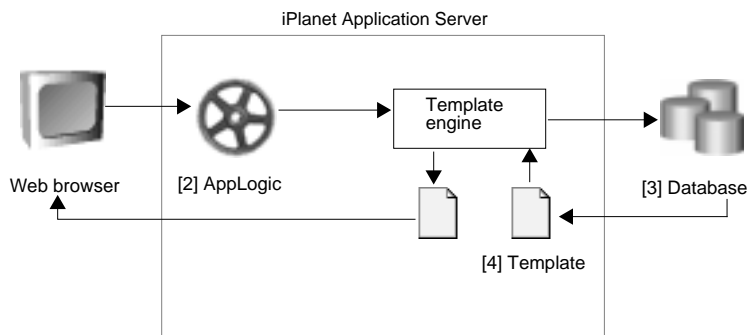 iPlanet Application Server
Template
engine
Web browser
[2] AppLogic
[3] Database
[4] Template